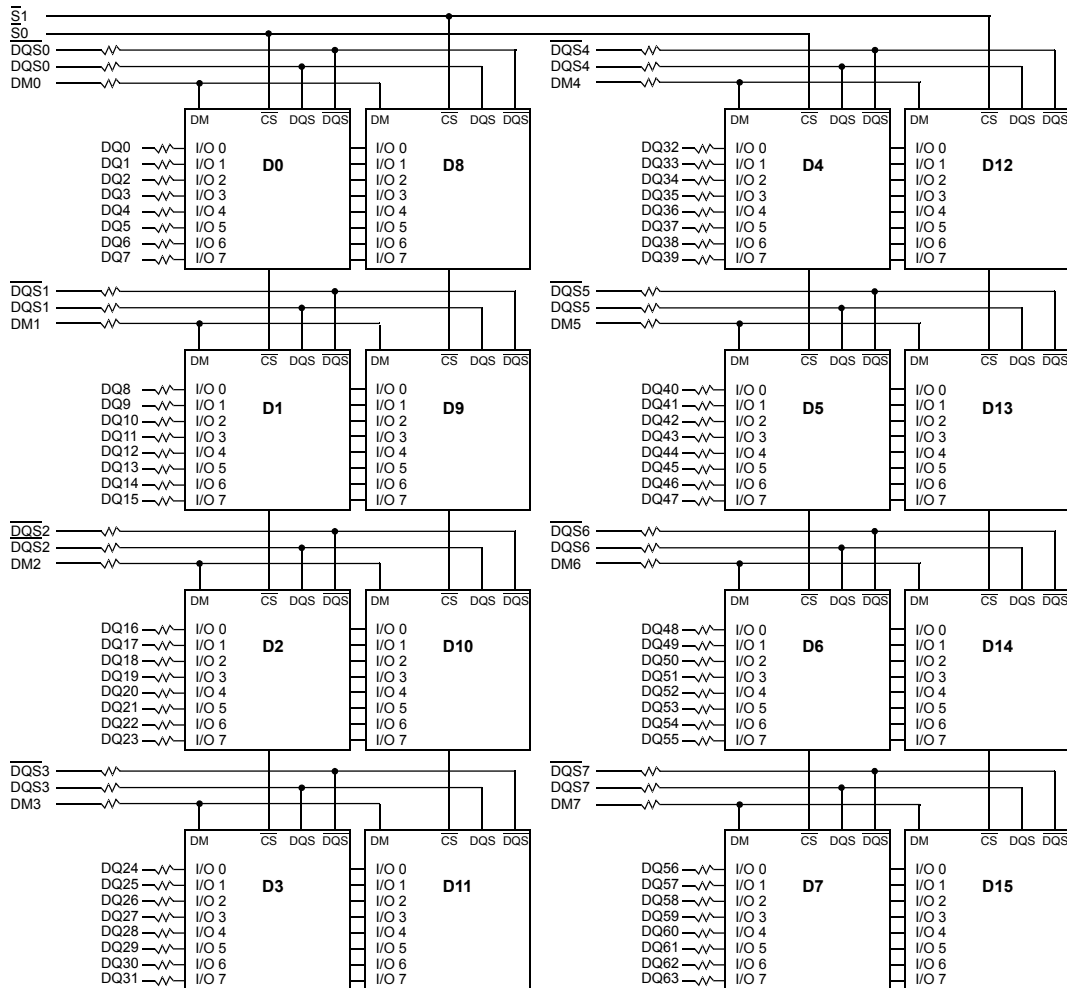 S1
S0
DQS0 DQS4
DQS0 DQS4
DM0 DM4
DM CS DQS DQS DM CS DQS DQS DM CS DQS DQS DM CS DQS DQS
DQ0 I/O 0 I/O 0 DQ32 I/O 0 I/O 0
DQ1 I/O 1 D0 I/O 1 D8 DQ33 I/O 1 D4 I/O 1 D12
DQ2 I/O 2 I/O 2 DQ34 I/O 2 I/O 2
DQ3 I/O 3 I/O 3 DQ35 I/O 3 I/O 3
DQ4 I/O 4 I/O 4 DQ36 I/O 4 I/O 4
DQ5 I/O 5 I/O 5 DQ37 I/O 5 I/O 5
DQ6 I/O 6 I/O 6 DQ38 I/O 6 I/O 6
DQ7 I/O 7 I/O 7 DQ39 I/O 7 I/O 7
DQS1 DQS5
DQS1 DQS5
DM1 DM5
DM CS DQS DQS DM CS DQS DQS DM CS DQS DQS DM CS DQS DQS
DQ8 I/O 0 I/O 0 DQ40 I/O 0 I/O 0
DQ9 I/O 1 D1 I/O 1 D9 DQ41 I/O 1 D5 I/O 1 D13
DQ10 I/O 2 I/O 2 DQ42 I/O 2 I/O 2
DQ11 I/O 3 I/O 3 DQ43 I/O 3 I/O 3
DQ12 I/O 4 I/O 4 DQ44 I/O 4 I/O 4
DQ13 I/O 5 I/O 5 DQ45 I/O 5 I/O 5
DQ14 I/O 6 I/O 6 DQ46 I/O 6 I/O 6
DQ15 I/O 7 I/O 7 DQ47 I/O 7 I/O 7
DQS2 DQS6
DQS2 DQS6
DM2 DM6
DM CS DQS DQS DM CS DQS DQS DM CS DQS DQS DM CS DQS DQS
DQ16 I/O 0 I/O 0 DQ48 I/O 0 I/O 0
DQ17 I/O 1 D2 I/O 1 D10 DQ49 I/O 1 D6 I/O 1 D14
DQ18 I/O 2 I/O 2 DQ50 I/O 2 I/O 2
DQ19 I/O 3 I/O 3 DQ51 I/O 3 I/O 3
DQ20 I/O 4 I/O 4 DQ52 I/O 4 I/O 4
DQ21 I/O 5 I/O 5 DQ53 I/O 5 I/O 5
DQ22 I/O 6 I/O 6 DQ54 I/O 6 I/O 6
DQ23 I/O 7 I/O 7 DQ55 I/O 7 I/O 7
DQS3 DQS7
DQS3 DQS7
DM3 DM7
DM CS DQS DQS DM CS DQS DQS DM CS DQS DQS DM CS DQS DQS
DQ24 I/O 0 I/O 0 DQ56 I/O 0 I/O 0
DQ25 I/O 1 D3 I/O 1 D11 DQ57 I/O 1 D7 I/O 1 D15
DQ26 I/O 2 I/O 2 DQ58 I/O 2 I/O 2
DQ27 I/O 3 I/O 3 DQ59 I/O 3 I/O 3
DQ28 I/O 4 I/O 4 DQ60 I/O 4 I/O 4
DQ29 I/O 5 I/O 5 DQ61 I/O 5 I/O 5
DQ30 I/O 6 I/O 6 DQ62 I/O 6 I/O 6
DQ31 I/O 7 I/O 7 DQ63 I/O 7 I/O 7